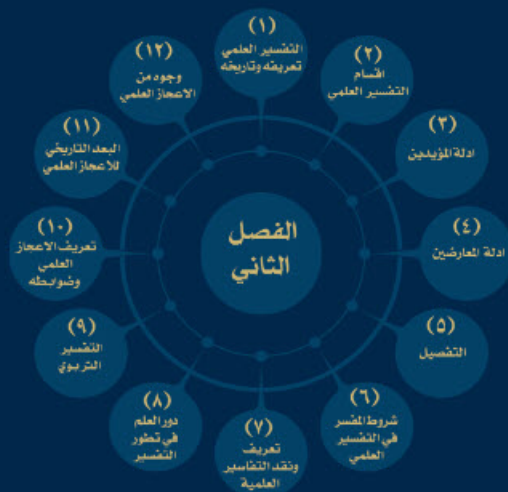 الفصل
الثاني
(١)
التفسير العلمي
تعريفه وتاريخه
(٢)
اقسام
التفسير العلمي
(٣)
ادلة المؤيدين
(٤)
ادلة المعارضين
(٥)
التفصيل
(٦)
شروط المفسر
في التفسير
العلمي
(٧)
تعريف
ونقد التفاسير
العلمية
(٨)
دور العلم
في تطور
التفسير
(٩)
التفسير
التربوي
(١٠)
تعريف الاعجاز
العلمي
وضوابطه
(١١)
البعد التاريخي
للاعجاز العلمي
(١٢)
وجوه من
الاعجاز العلمي